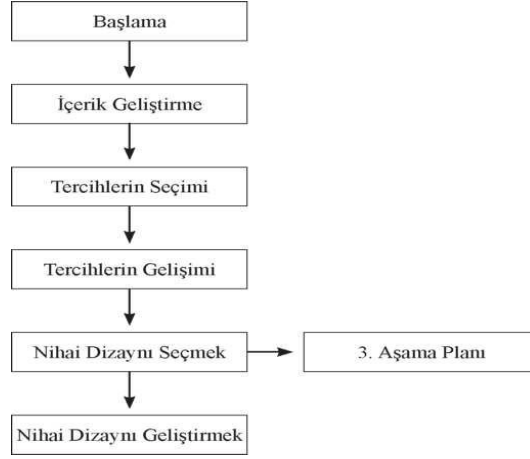 Başlama
İçerik Geliştirme
Tercihlerin Seçimi
Tercihlerin Gelişimi
Nihai Dizaynı Seçmek
3. Aşama Planı
Nihai Dizaynı Geliştirmek